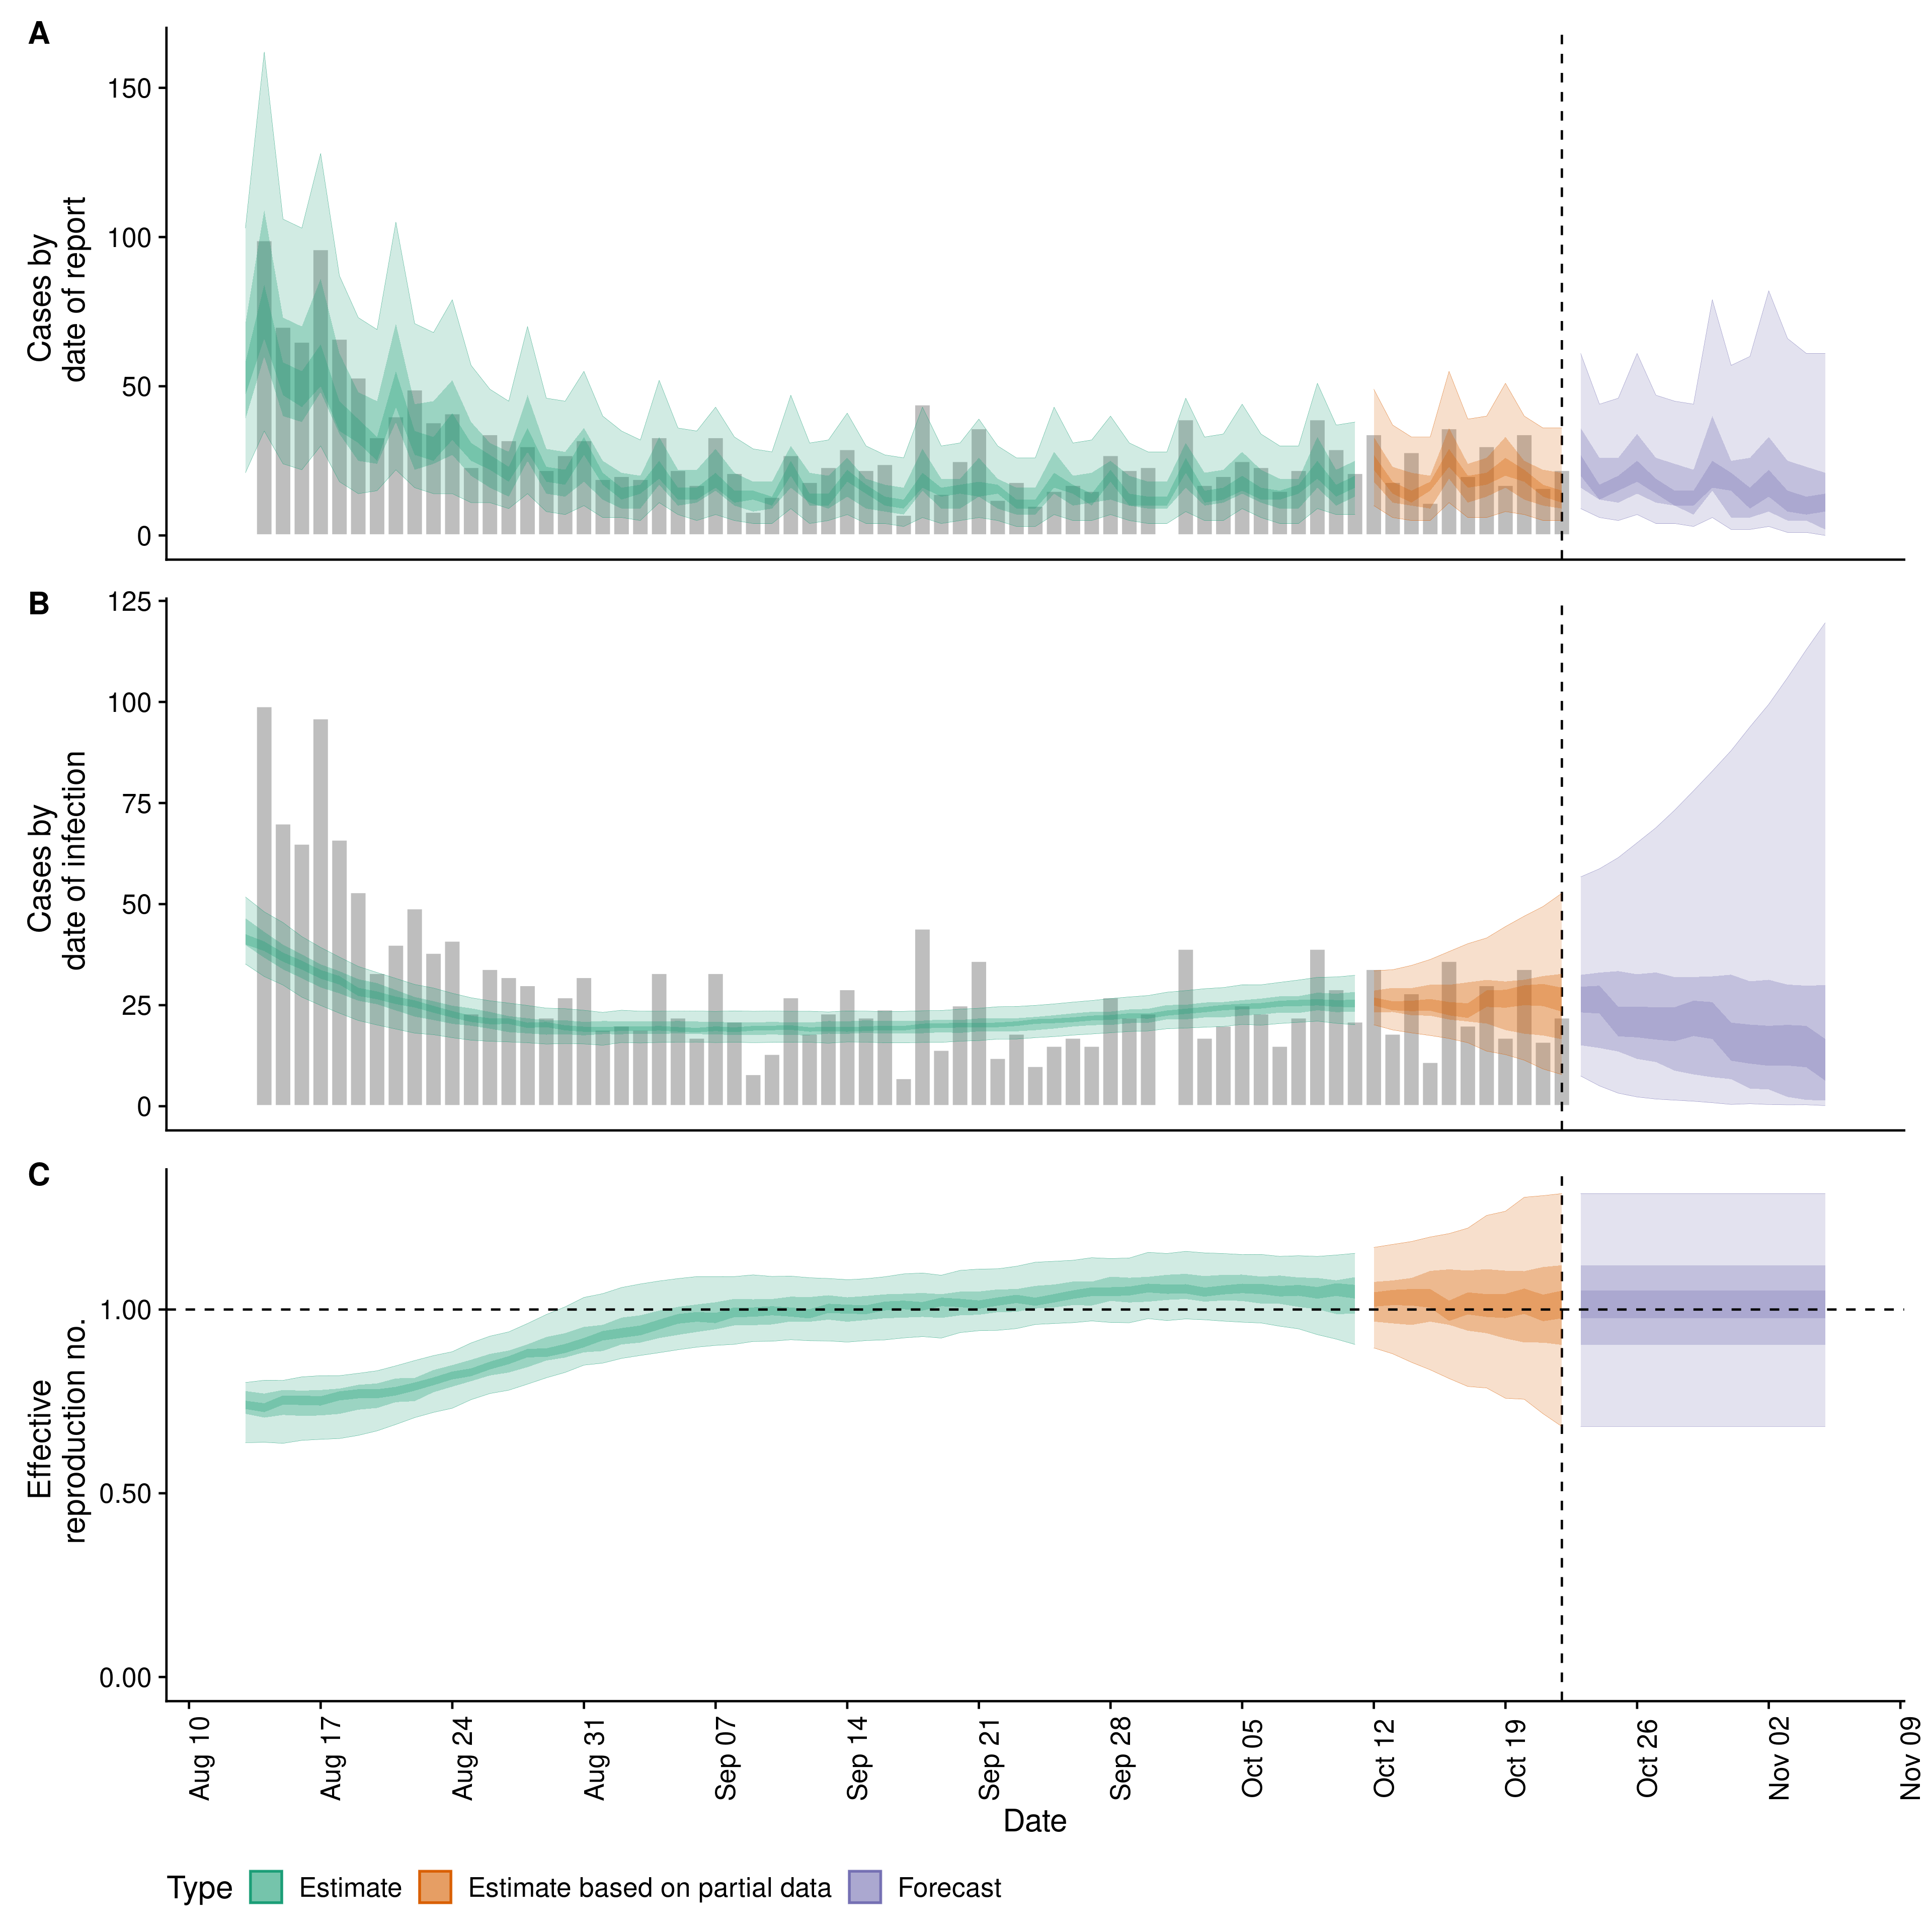 A
150
100
50
0
Cases by
date of report
B
125
100
75
50
25
0
Cases by
date of infection
C
1.00
0.50
0.00
Effective
reproduction no.
Aug 10
Aug 17
Aug 24
Aug 31
Sep 07
Sep 14
Sep 21
Sep 28
Oct 05
Oct 12
Oct 19
Oct 26
Nov 02
Nov 09
Date
Type Estimate Estimate based on partial data Forecast